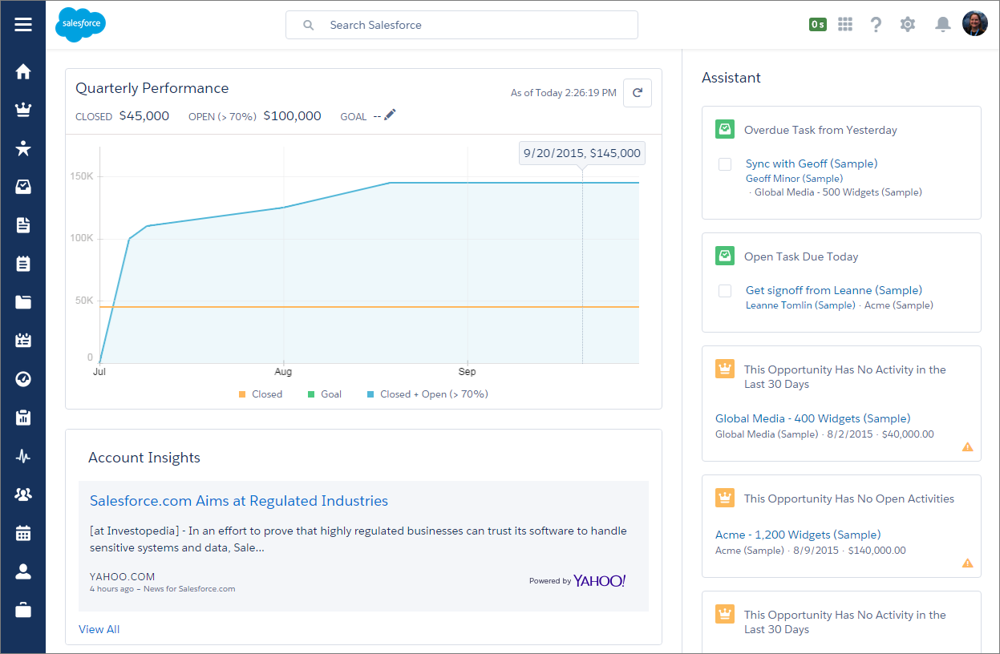 salesforce
Search Salesforce
0 s
Quarterly Performance
As of Today 2:26:19 PM
CLOSED $45,000 OPEN (> 70%) $100,000 GOAL --
9/20/2015, $145,000
150K
100K
50K
0
Jul Aug Sep
Closed Goal Closed + Open (> 70%)
Account Insights
Salesforce.com Aims at Regulated Industries
[at Investopedia] - In an effort to prove that highly regulated businesses can trust its software to handle
sensitive systems and data, Sale...
YAHOO.COM
4 hours ago – News for Salesforce.com
Powered by YAHOO!
View All
Assistant
Overdue Task from Yesterday
Sync with Geoff (Sample)
Geoff Minor (Sample)
· Global Media - 500 Widgets (Sample)
Open Task Due Today
Get signoff from Leanne (Sample)
Leanne Tomlin (Sample) · Acme (Sample)
This Opportunity Has No Activity in the
Last 30 Days
Global Media - 400 Widgets (Sample)
Global Media (Sample) · 8/2/2015 · $40,000.00
This Opportunity Has No Open Activities
Acme - 1,200 Widgets (Sample)
Acme (Sample) · 8/9/2015 · $140,000.00
This Opportunity Has No Activity in the
Last 30 Days